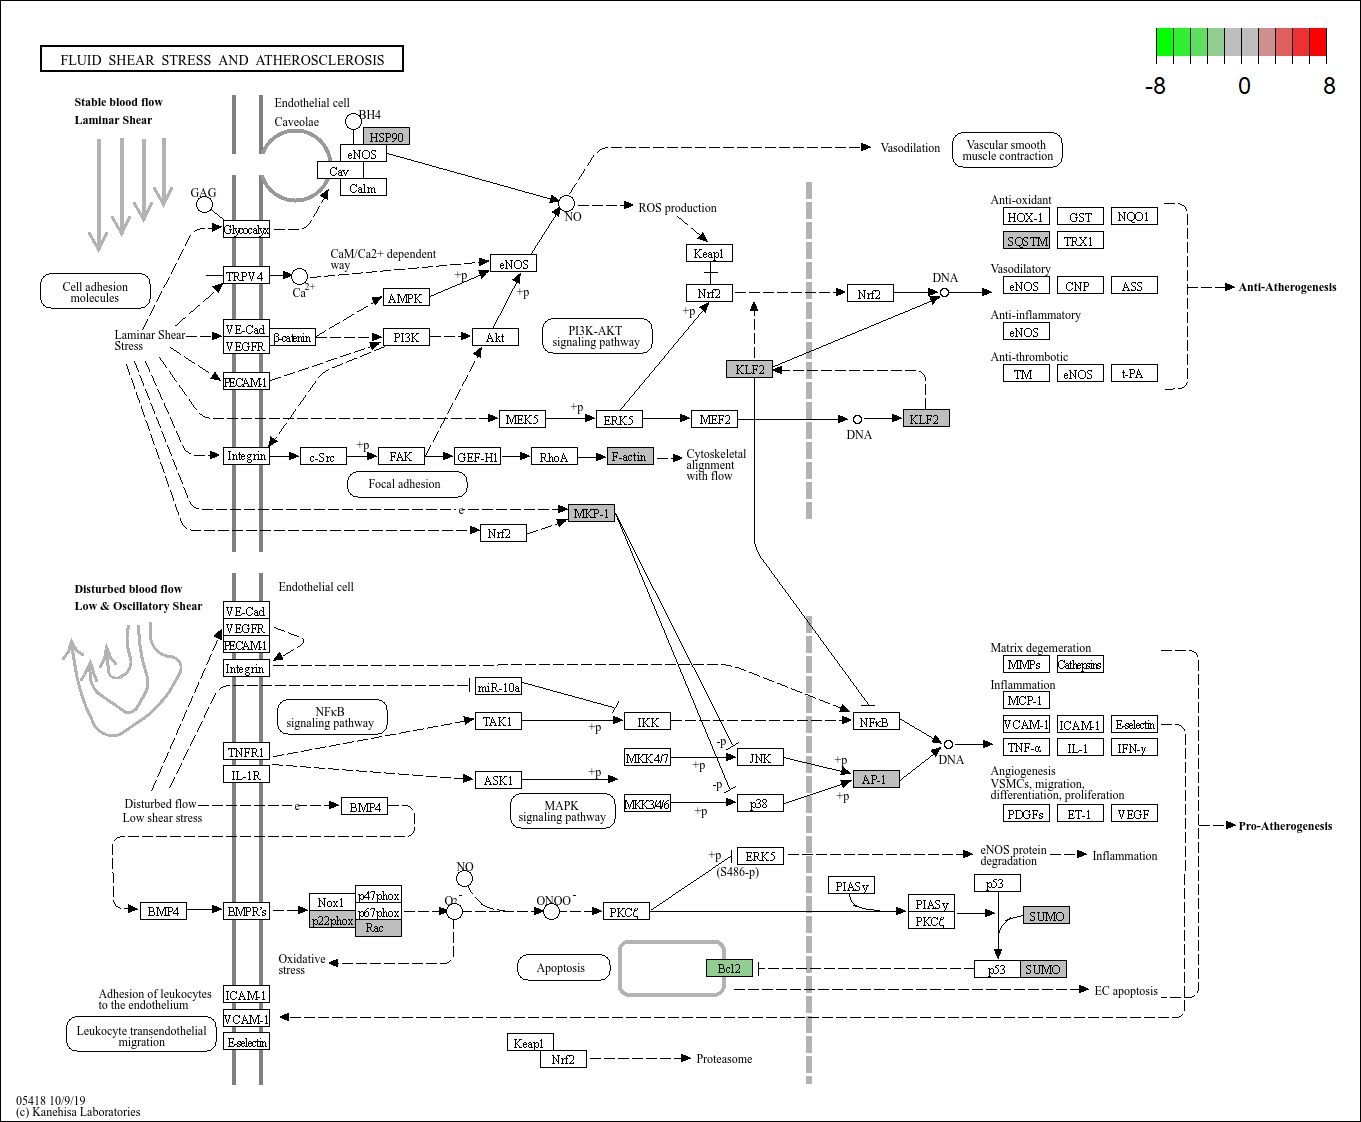 FLUID SHEAR STRESS AND ATHEROSCLEROSIS
-8 0 8
Stable blood flow
Laminar Shear
Endothelial cell
Caveolae
BH4
HSP90
eNOS
Cav
Calm
GAG
Glycocalyx
NO
Vasodilation
Vascular smooth
muscle contraction
ROS production
Keap1
Nrf2
+p
TRPV4
Ca2+
CaM/Ca2+ dependent
way
eNOS
+p
+p
AMPK
Cell adhesion
molecules
Laminar Shear
Stress
VE-Cad
VEGFR
β-catenin
PI3K
Akt
PI3K-AKT
signaling pathway
PECAM-1
KLF2
Nrf2
DNA
MEK5
+p
ERK5
MEF2
DNA
KLF2
Integrin
c-Src
+p
FAK
GEF-H1
RhoA
F-actin
Cytoskeletal
alignment
with flow
Focal adhesion
e
MKP-1
Nrf2
Anti-oxidant
HOX-1 GST NQO1
SQSTM TRX1
Vasodilatory
eNOS CNP ASS
Anti-inflammatory
eNOS
Anti-thrombotic
TM eNOS t-PA
Anti-Atherogenesis
Disturbed blood flow
Low & Oscillatory Shear
Endothelial cell
VE-Cad
VEGFR
PECAM-1
Integrin
miR-10a
NFκB
signaling pathway
TAK1
+p
IKK
NFκB
TNFR1
IL-1R
ASK1
+p
MKK4/7
+p
-p
JNK
+p
MKK3/4/6
+p
-p
p38
+p
AP-1
DNA
MAPK
signaling pathway
Disturbed flow
Low shear stress
e
BMP4
Matrix degemeration
MMPs Cathepsins
Inflammation
MCP-1
VCAM-1 ICAM-1 E-selectin
TNF-α IL-1 IFN-γ
Angiogenesis
VSMCs, migration,
differentiation, proliferation
PDGFs ET-1 VEGF
Pro-Atherogenesis
+p
ERK5
(S486-p)
eNOS protein
degradation
Inflammation
BMP4
BMPR's
Nox1
p47phox
p22phox
p67phox
Rac
NO
O2-
ONOO-
PKCζ
PIASy
PIASy
PKCζ
p53
SUMO
p53
SUMO
Oxidative
stress
Apoptosis
Bcl2
EC apoptosis
Adhesion of leukocytes
to the endothelium
ICAM-1
VCAM-1
E-selectin
Leukocyte transendothelial
migration
Keap1
Nrf2
Proteasome
05418 10/9/19
(c) Kanehisa Laboratories